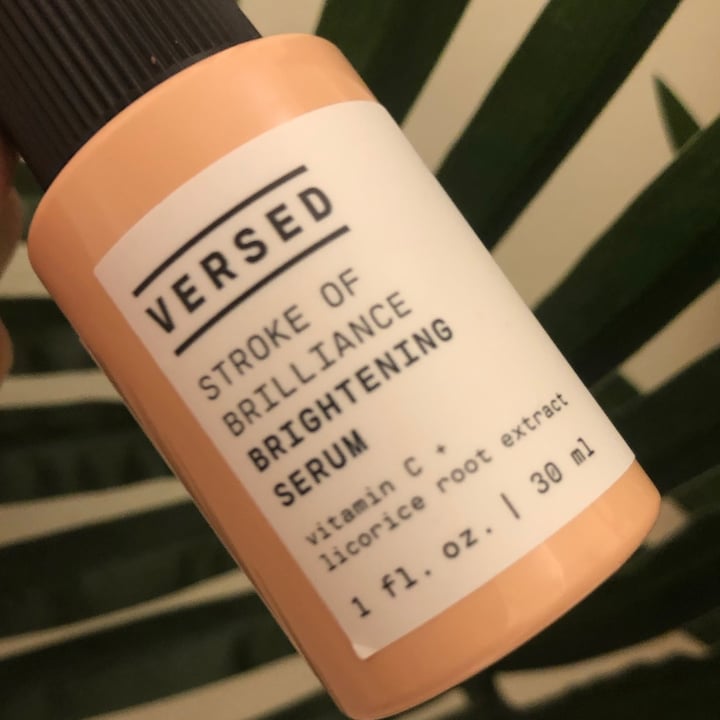 VERSED
STROKE OF
BRILLIANCE
BRIGHTENING
SERUM
vitamin C +
licorice root extract
1 fl. oz. | 30 ml